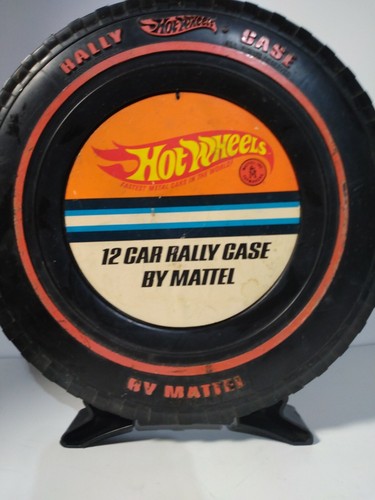 RALLY Hot Wheels CASE
Hot Wheels
FASTEST METAL CARS IN THE WORLD!
12 CAR RALLY CASE
BY MATTEL
BY MATTEL